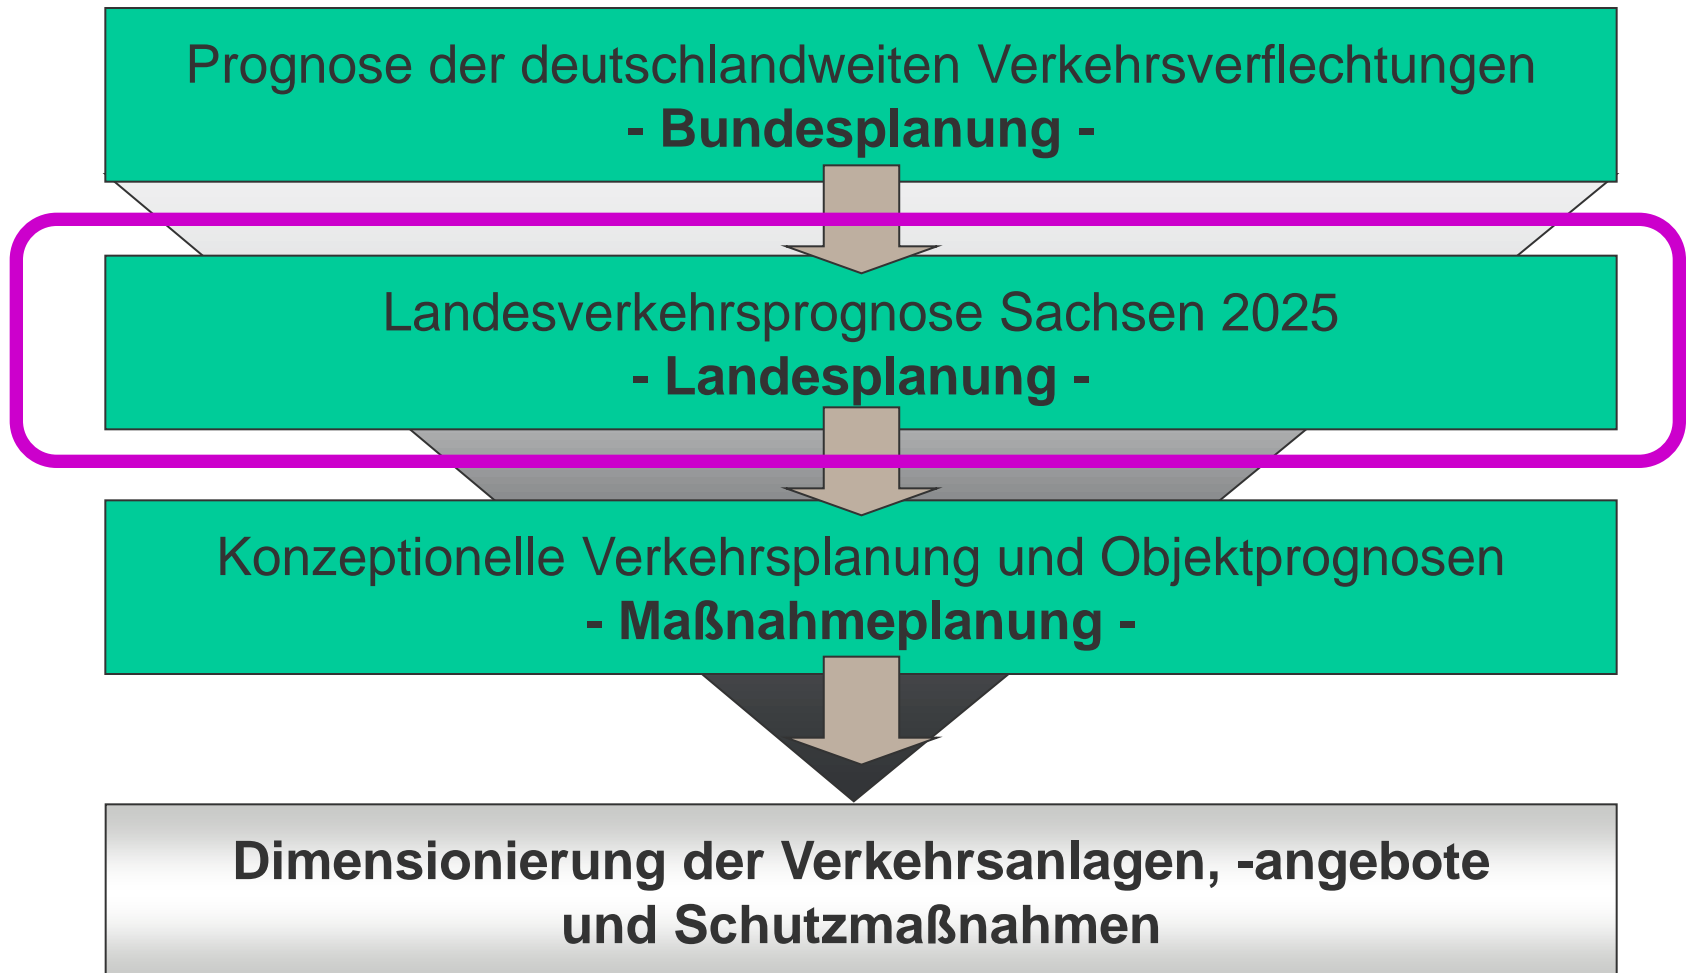 Prognose der deutschlandweiten Verkehrsverflechtungen
- Bundesplanung -
Landesverkehrsprognose Sachsen 2025
- Landesplanung -
Konzeptionelle Verkehrsplanung und Objektprognosen
- Maßnahmeplanung -
Dimensionierung der Verkehrsanlagen, -angebote
und Schutzmaßnahmen